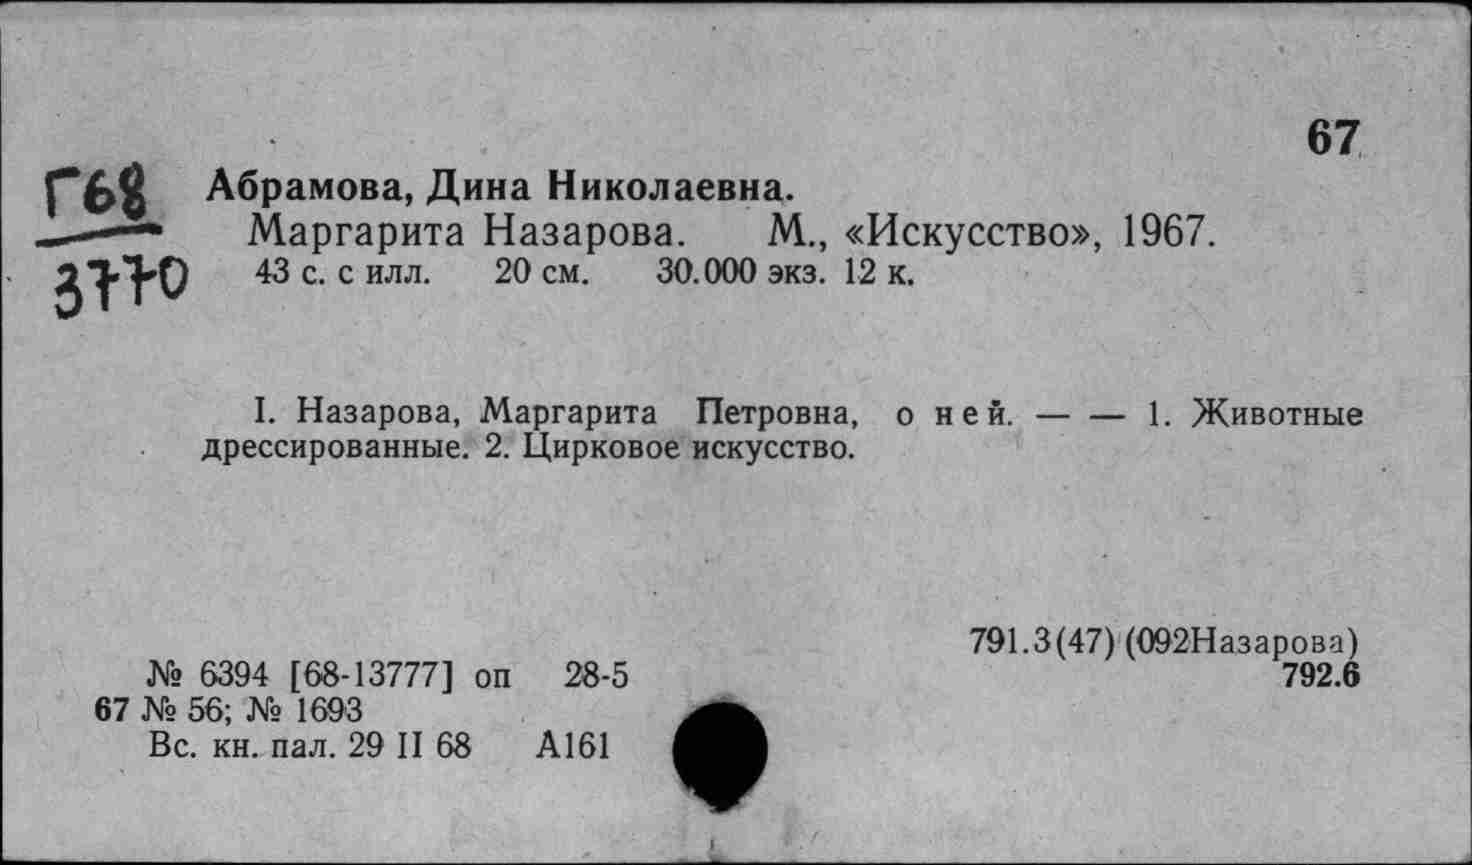 67
Г68 Абрамова, Дина Николаевна.
Маргарита Назарова. М., «Искусство», 1967.
3770 43 с. с илл. 20 см. 30.000 экз. 12 к.
I. Назарова, Маргарита Петровна, о ней. — — 1. Животные
дрессированные. 2. Цирковое искусство.
791.3(47)(092Назарова)
№ 6394 [68-13777] оп 28-5 792.6
67 № 56; № 1693
Вс. кн. пал. 29 II 68 А161